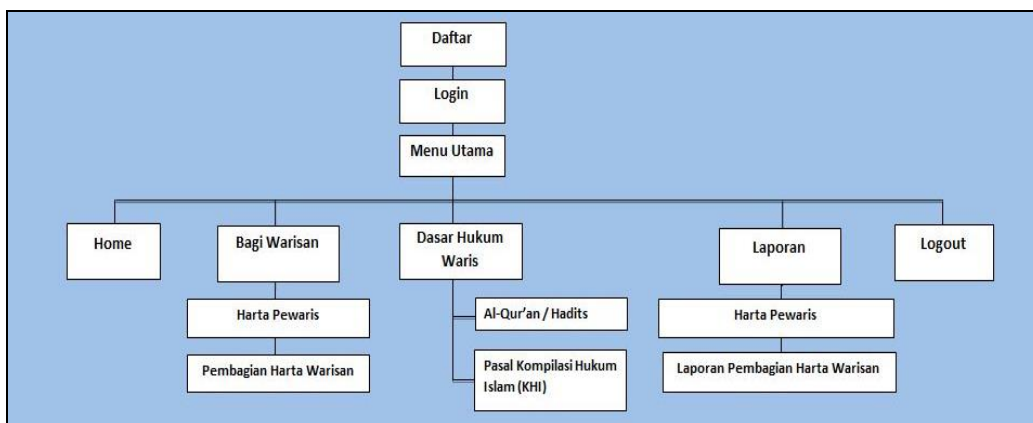 Daftar
Login
Menu Utama
Home
Bagi Warisan
Dasar Hukum
Waris
Laporan
Logout
Harta Pewaris
Pembagian Harta Warisan
Al-Qur'an / Hadits
Pasal Kompilasi Hukum
Islam (KHI)
Harta Pewaris
Laporan Pembagian Harta Warisan